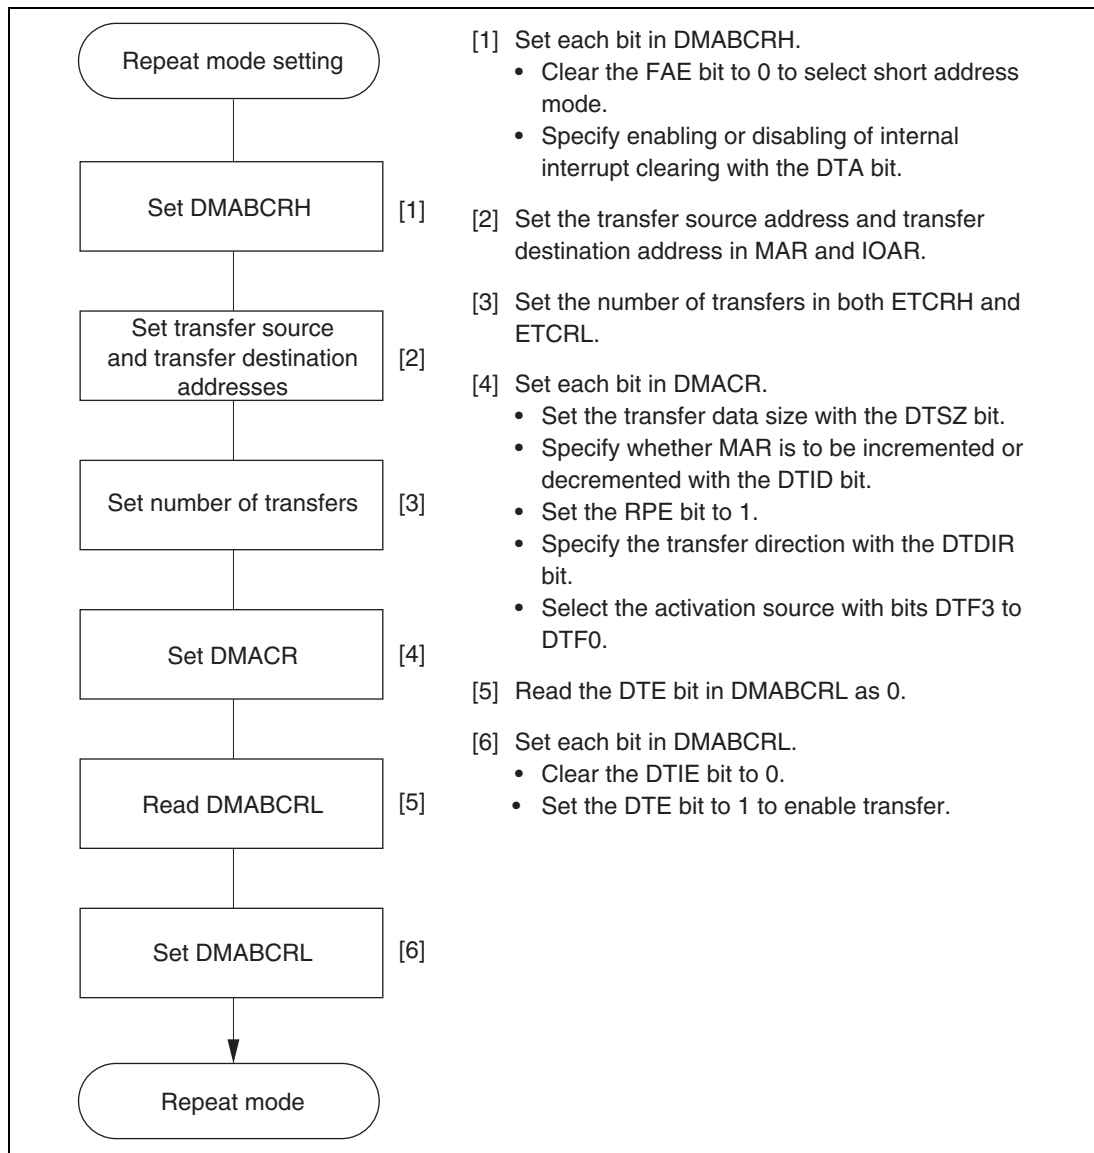 Repeat mode setting
Set DMABCRH
[1]
Set transfer source
and transfer destination
addresses
[2]
Set number of transfers
[3]
Set DMACR
[4]
Read DMABCRL
[5]
Set DMABCRL
[6]
Repeat mode
[1] Set each bit in DMABCRH.
• Clear the FAE bit to 0 to select short address
mode.
• Specify enabling or disabling of internal
interrupt clearing with the DTA bit.
[2] Set the transfer source address and transfer
destination address in MAR and IOAR.
[3] Set the number of transfers in both ETCRH and
ETCRL.
[4] Set each bit in DMACR.
• Set the transfer data size with the DTSZ bit.
• Specify whether MAR is to be incremented or
decremented with the DTID bit.
• Set the RPE bit to 1.
• Specify the transfer direction with the DTDIR
bit.
• Select the activation source with bits DTF3 to
DTF0.
[5] Read the DTE bit in DMABCRL as 0.
[6] Set each bit in DMABCRL.
• Clear the DTIE bit to 0.
• Set the DTE bit to 1 to enable transfer.